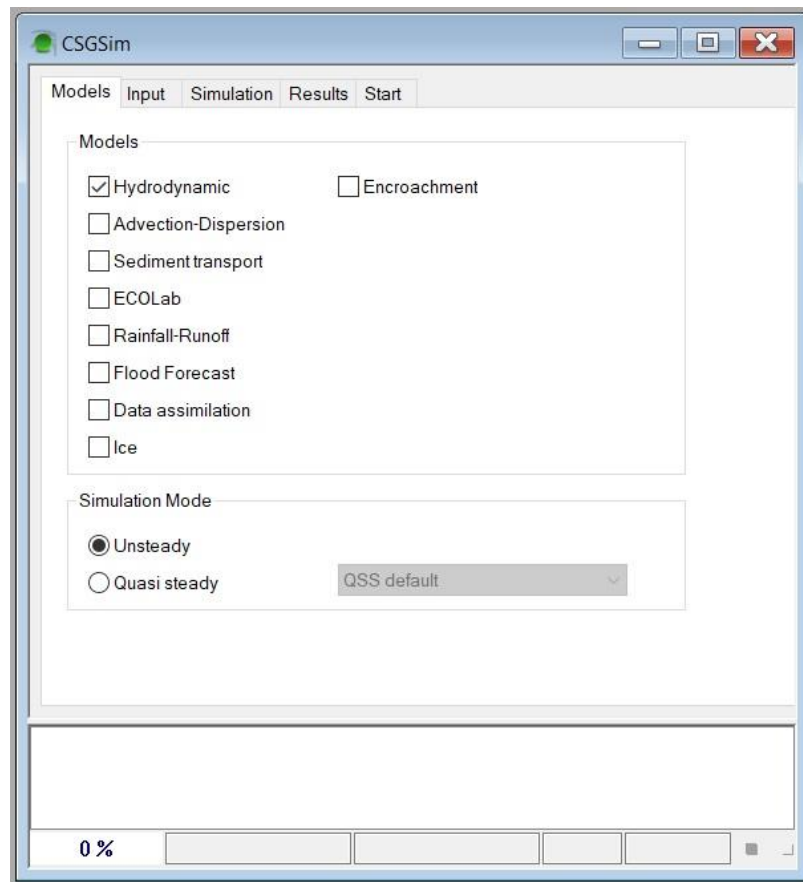 CSGSim
Models Input Simulation Results Start
Models
Hydrodynamic Encroachment
Advection-Dispersion
Sediment transport
ECOLab
Rainfall-Runoff
Flood Forecast
Data assimilation
Ice
Simulation Mode
Unsteady
Quasi steady QSS default
0 %